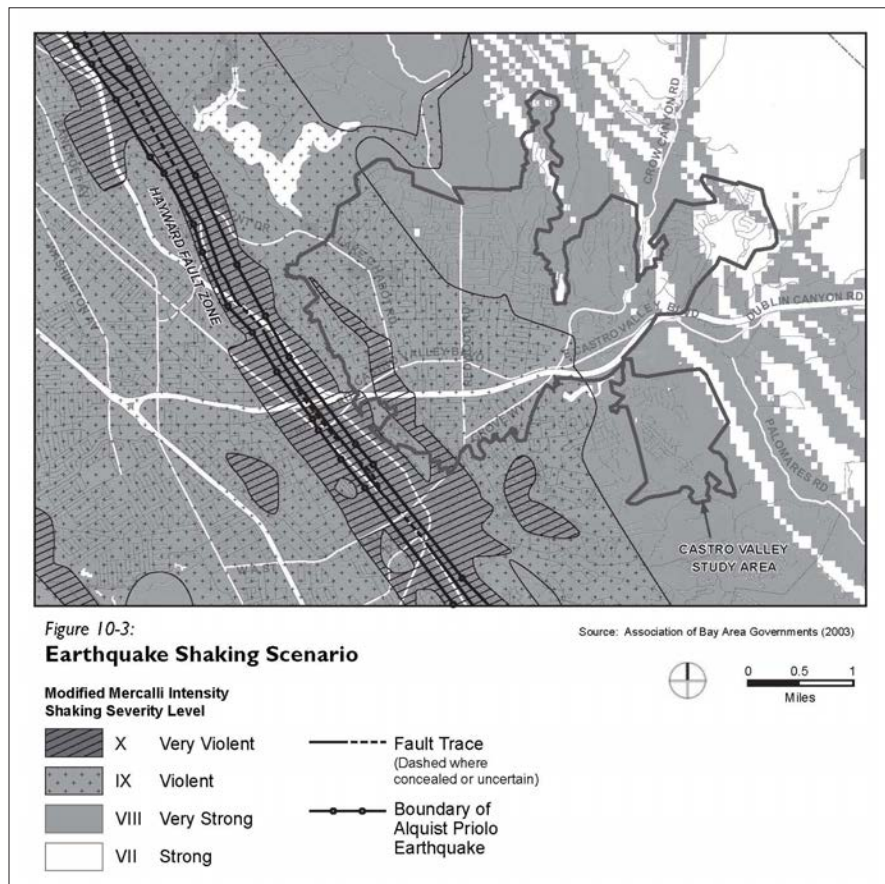 CROW CANYON RD
HAYWARD FAULT ZONE
DUBLIN CANYON RD
E. CASTRO VALLEY BLVD
PALOMARES RD
CASTRO VALLEY
STUDY AREA
Figure 10-3:
Earthquake Shaking Scenario
Source: Association of Bay Area Governments (2003)
0 0.5 1
Miles
Modified Mercalli Intensity
Shaking Severity Level
X Very Violent
IX Violent
VIII Very Strong
VII Strong
Fault Trace
(Dashed where
concealed or uncertain)
Boundary of
Alquist Priolo
Earthquake